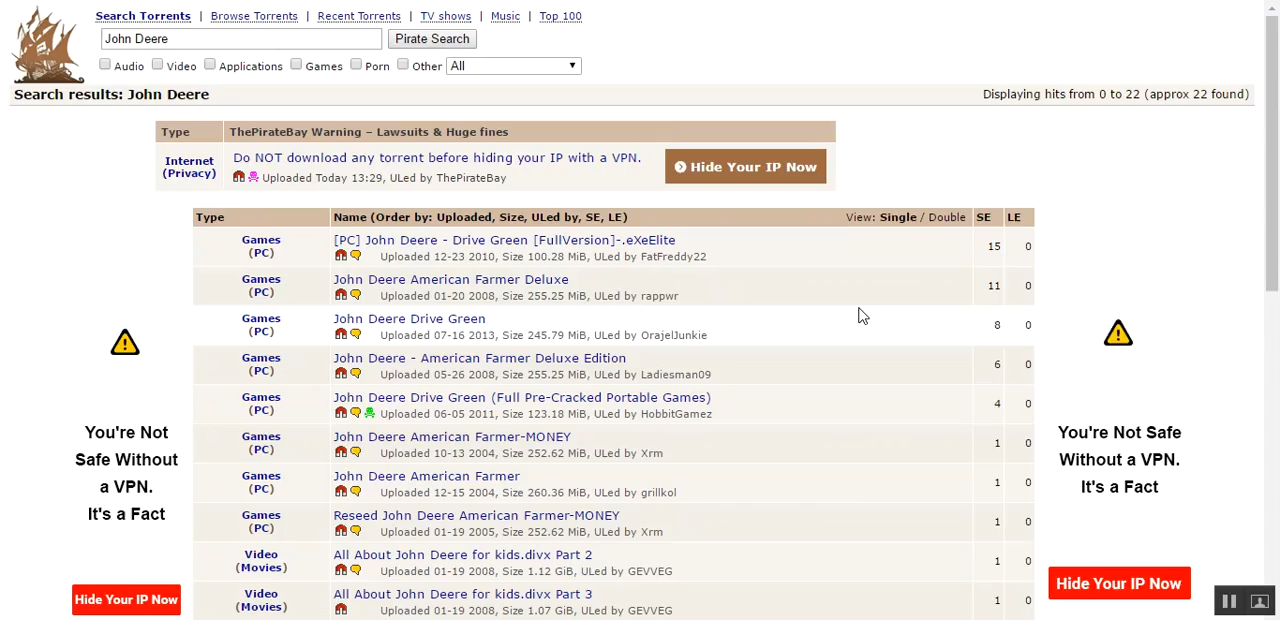 Search Torrents | Browse Torrents | Recent Torrents | TV shows | Music | Top 100
John Deere Pirate Search
Audio Video Applications Games Porn Other All
Search results: John Deere Displaying hits from 0 to 22 (approx 22 found)
Type ThePirateBay Warning – Lawsuits & Huge fines
Internet (Privacy) Do NOT download any torrent before hiding your IP with a VPN. Hide Your IP Now
Uploaded Today 13:29, ULed by ThePirateBay
Type Name (Order by: Uploaded, Size, ULed by, SE, LE) View: Single / Double SE LE
Games (PC) [PC] John Deere - Drive Green [FullVersion]-.eXeElite 15 0
Uploaded 12-23 2010, Size 100.28 MiB, ULed by FatFreddy22
Games (PC) John Deere American Farmer Deluxe 11 0
Uploaded 01-20 2008, Size 255.25 MiB, ULed by rappwr
Games (PC) John Deere Drive Green 8 0
Uploaded 07-16 2013, Size 245.79 MiB, ULed by OrajelJunkie
Games (PC) John Deere - American Farmer Deluxe Edition 6 0
Uploaded 05-26 2008, Size 255.25 MiB, ULed by Ladiesman09
Games (PC) John Deere Drive Green (Full Pre-Cracked Portable Games) 4 0
Uploaded 06-05 2011, Size 123.18 MiB, ULed by HobbitGamez
Games (PC) John Deere American Farmer-MONEY 1 0
Uploaded 10-13 2004, Size 252.62 MiB, ULed by Xrm
Games (PC) John Deere American Farmer 1 0
Uploaded 12-15 2004, Size 260.36 MiB, ULed by grillkol
Games (PC) Reseed John Deere American Farmer-MONEY 1 0
Uploaded 01-19 2005, Size 252.62 MiB, ULed by Xrm
Video (Movies) All About John Deere for kids.divx Part 2 1 0
Uploaded 01-19 2008, Size 1.12 GiB, ULed by GEVVEG
Video (Movies) All About John Deere for kids.divx Part 3 1 0
Uploaded 01-19 2008, Size 1.07 GiB, ULed by GEVVEG
You're Not
Safe Without
a VPN.
It's a Fact
Hide Your IP Now
You're Not Safe
Without a VPN.
It's a Fact
Hide Your IP Now